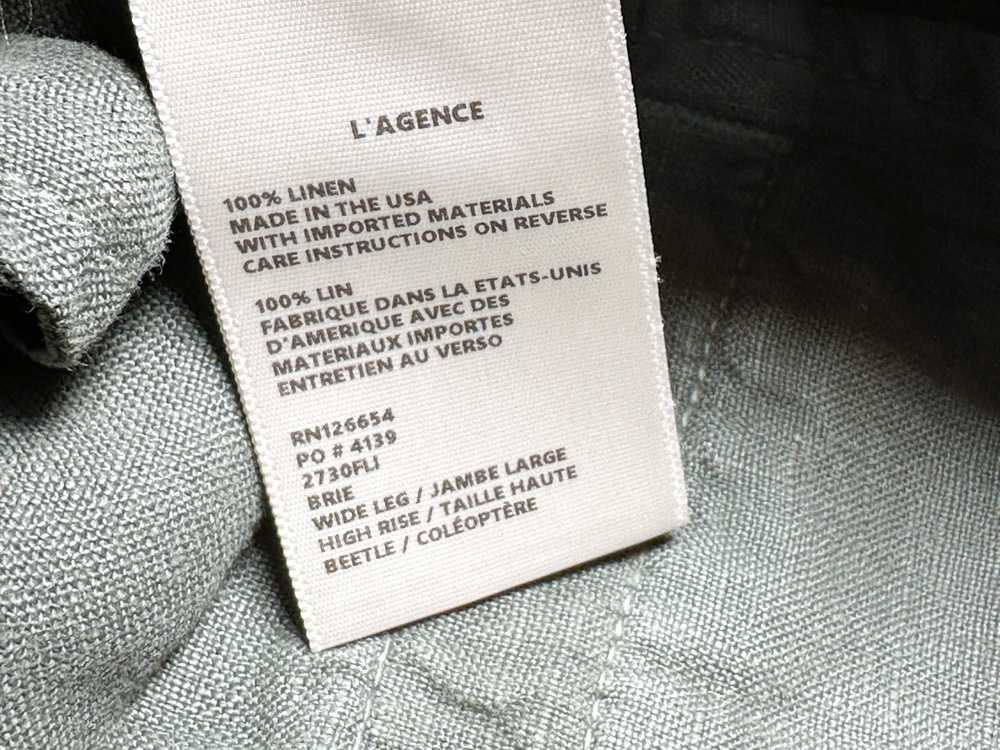 L'AGENCE
100% LINEN
MADE IN THE USA
WITH IMPORTED MATERIALS
CARE INSTRUCTIONS ON REVERSE
100% LIN
FABRIQUE DANS LA ETATS-UNIS
D'AMERIQUE AVEC DES
MATERIAUX IMPORTES
ENTRETIEN AU VERSO
RN126654
PO # 4139
2730FLI
BRIE
WIDE LEG / JAMBE LARGE
HIGH RISE / TAILLE HAUTE
BEETLE / COLÉOPTÈRE